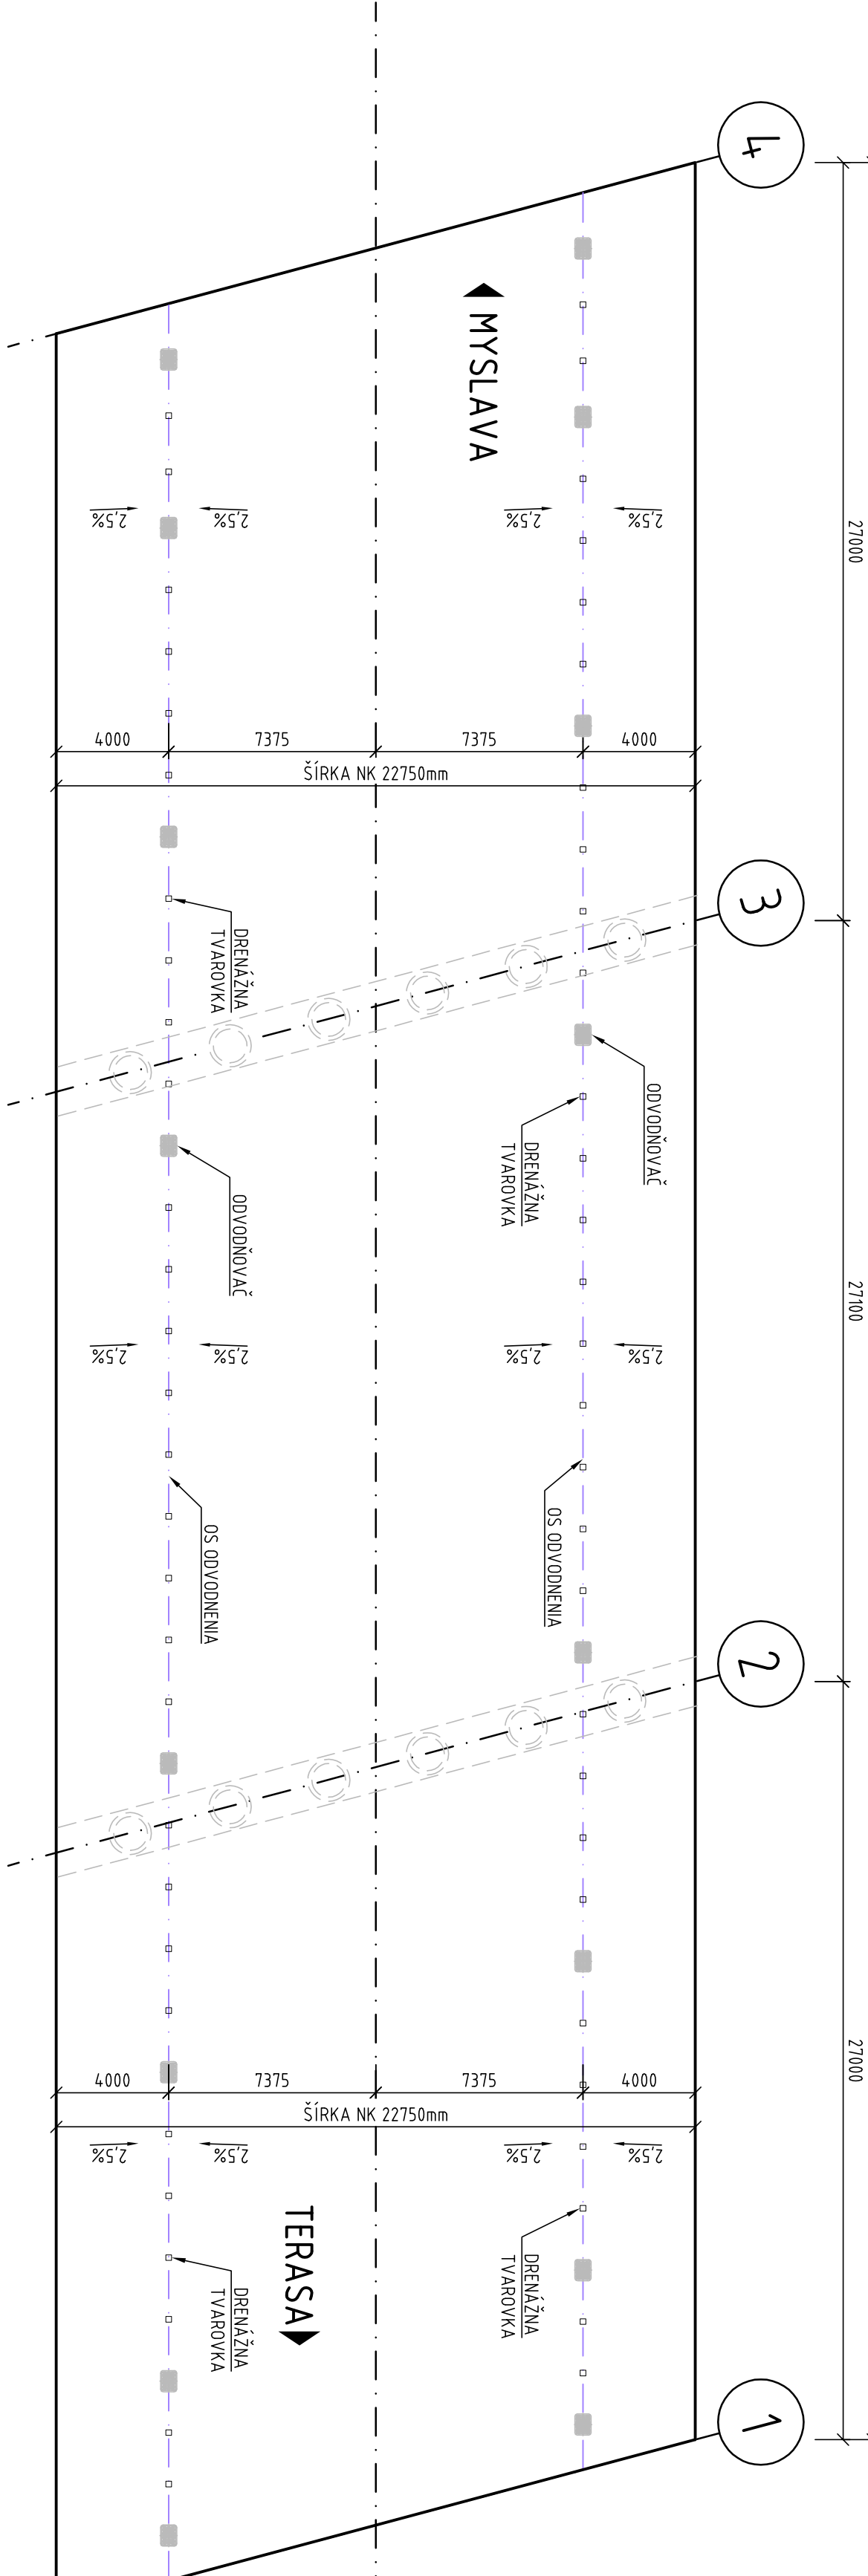 4
27000
MYSLAVA
2,5%
2,5%
2,5%
2,5%
4000
7375
7375
4000
ŠÍRKA NK 22750mm
3
DRENÁŽNA
TVAROVKA
ODVODŇOVAČ
DRENÁŽNA
TVAROVKA
ODVODŇOVAČ
27100
2,5%
2,5%
2,5%
2,5%
OS ODVODNENIA
OS ODVODNENIA
2
27000
4000
7375
7375
4000
ŠÍRKA NK 22750mm
2,5%
2,5%
2,5%
2,5%
TERASA
DRENÁŽNA
TVAROVKA
DRENÁŽNA
TVAROVKA
1